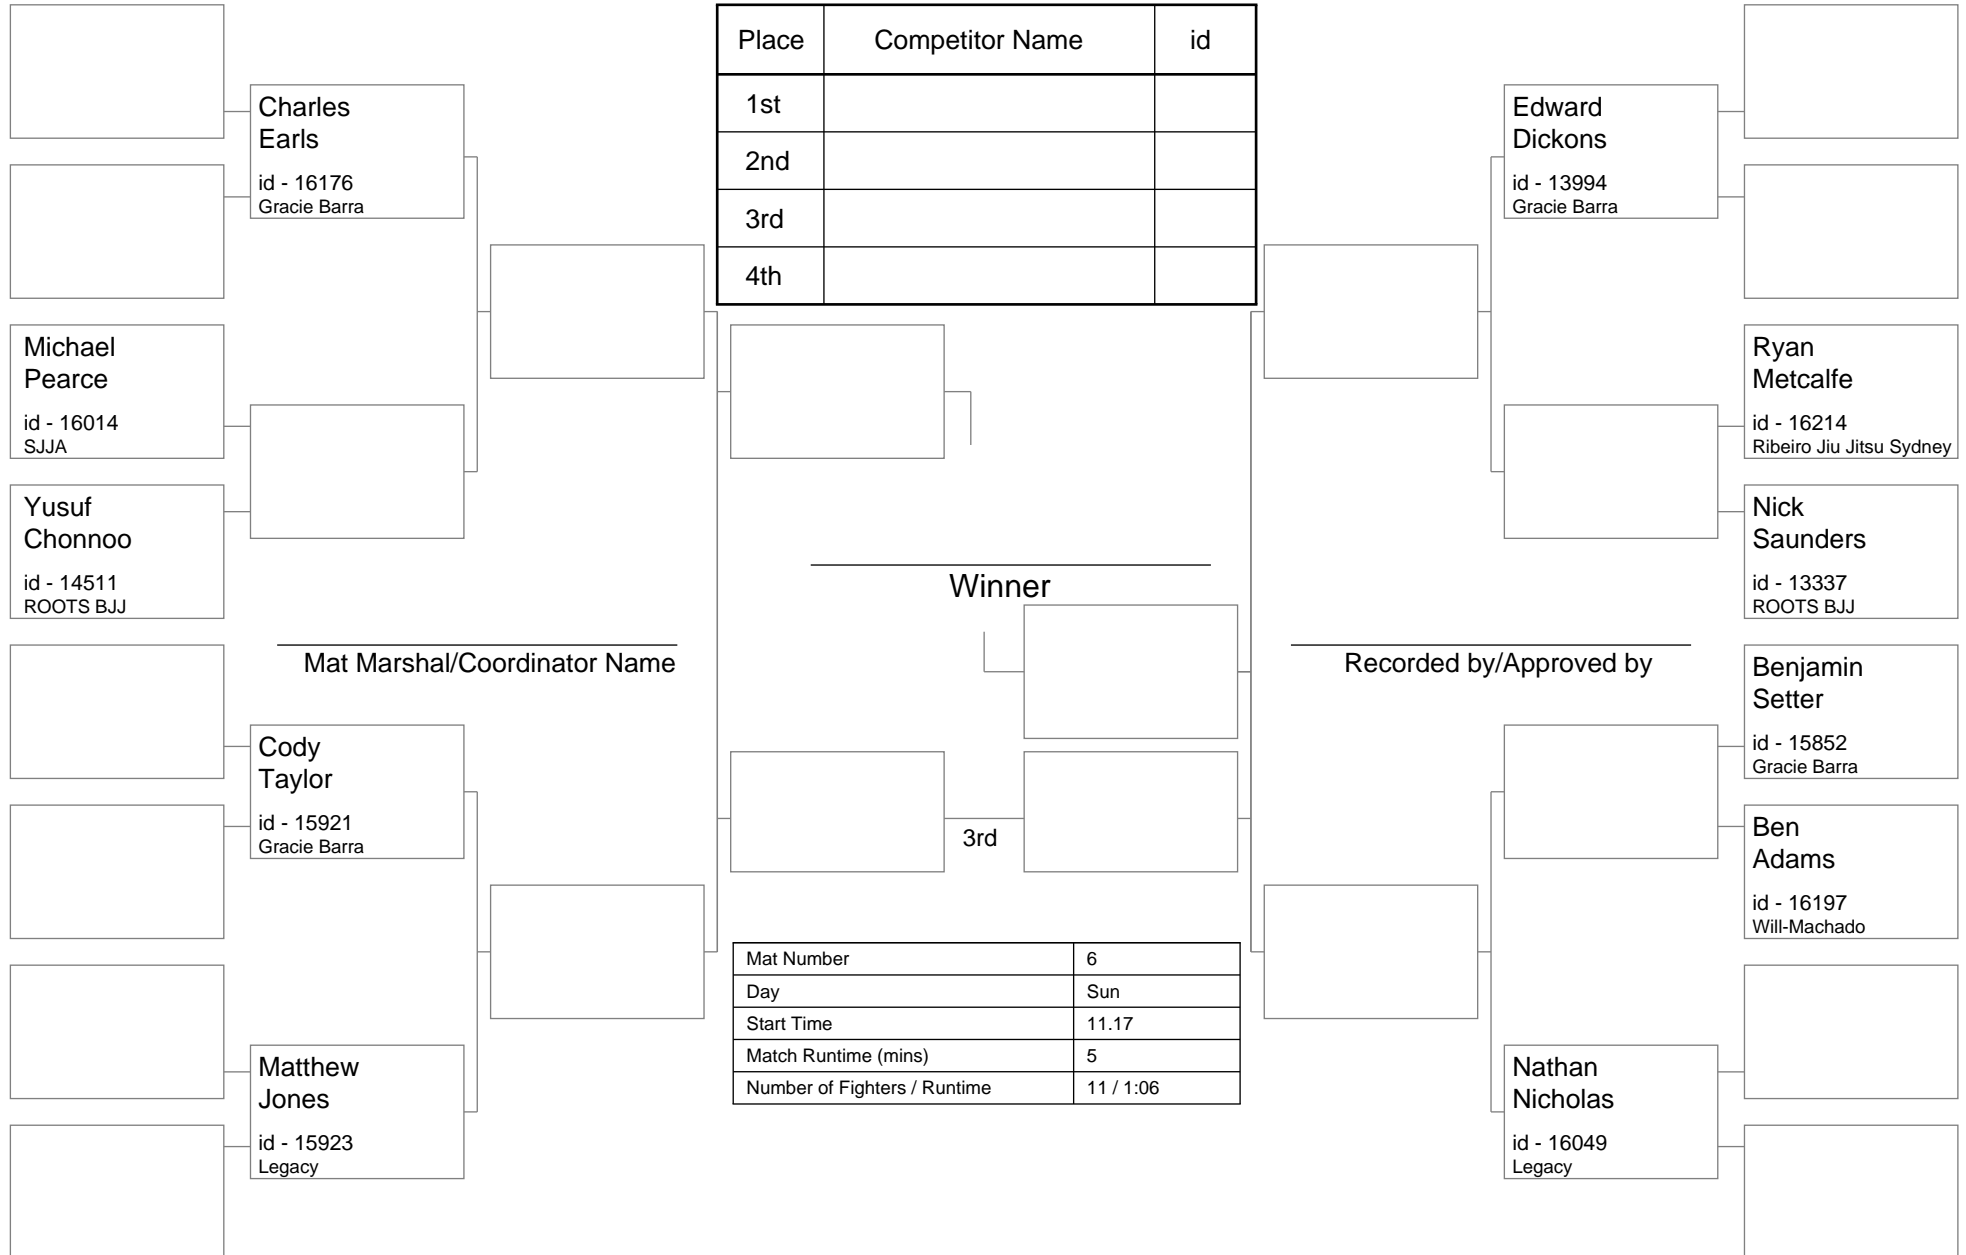 Place Competitor Name id
1st
2nd
3rd
4th
Charles
Earls
id - 16176
Gracie Barra
Michael
Pearce
id - 16014
SJJA
Yusuf
Chonnoo
id - 14511
ROOTS BJJ
Mat Marshal/Coordinator Name
Cody
Taylor
id - 15921
Gracie Barra
Matthew
Jones
id - 15923
Legacy
Winner
3rd
Mat Number 6
Day Sun
Start Time 11.17
Match Runtime (mins) 5
Number of Fighters / Runtime 11 / 1:06
Edward
Dickons
id - 13994
Gracie Barra
Ryan
Metcalfe
id - 16214
Ribeiro Jiu Jitsu Sydney
Nick
Saunders
id - 13337
ROOTS BJJ
Recorded by/Approved by
Benjamin
Setter
id - 15852
Gracie Barra
Ben
Adams
id - 16197
Will-Machado
Nathan
Nicholas
id - 16049
Legacy